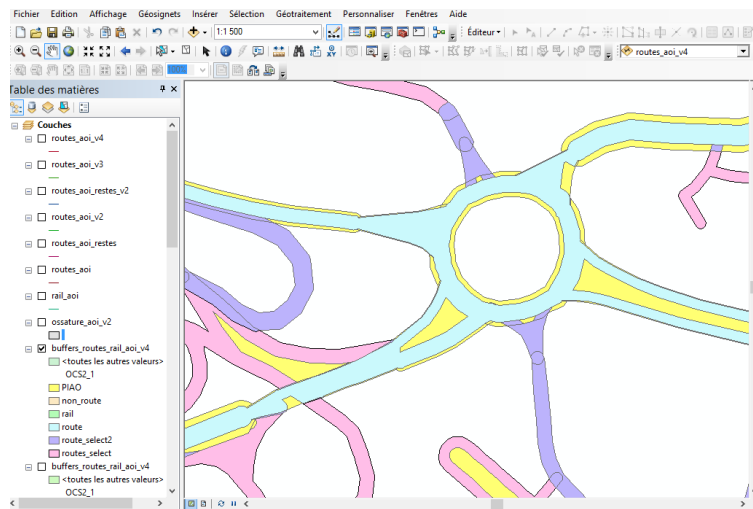 Fichier Edition Affichage Géosignets Insérer Sélection Géotraitement Personnaliser Fenêtres Aide
1:1 500
Éditeur
routes_aoi_v4
100%
Table des matières
Couches
routes_aoi_v4
routes_aoi_v3
routes_aoi_restes_v2
routes_aoi_v2
routes_aoi_restes
routes_aoi
rail_aoi
ossature_aoi_v2
buffers_routes_rail_aoi_v4
<toutes les autres valeurs>
OCS2_1
PIAO
non_route
rail
route
route_select2
routes_select
buffers_routes_rail_aoi_v4
<toutes les autres valeurs>
OCS2_1